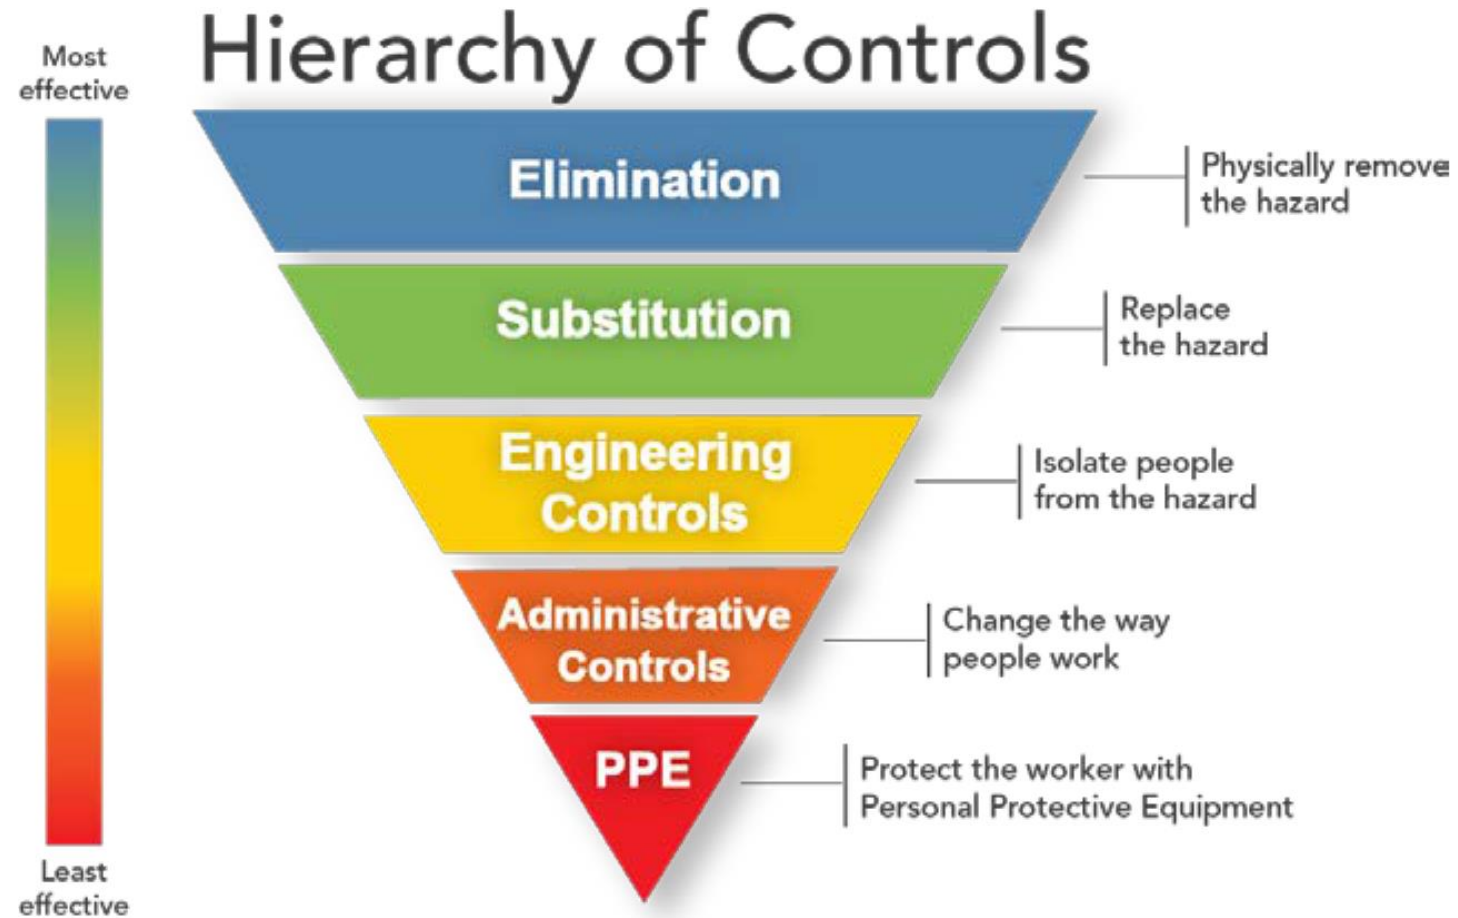 Hierarchy of Controls
Most
effective
Elimination
Physically remove
the hazard
Substitution
Replace
the hazard
Engineering
Controls
Isolate people
from the hazard
Administrative
Controls
Change the way
people work
PPE
Protect the worker with
Personal Protective Equipment
Least
effective